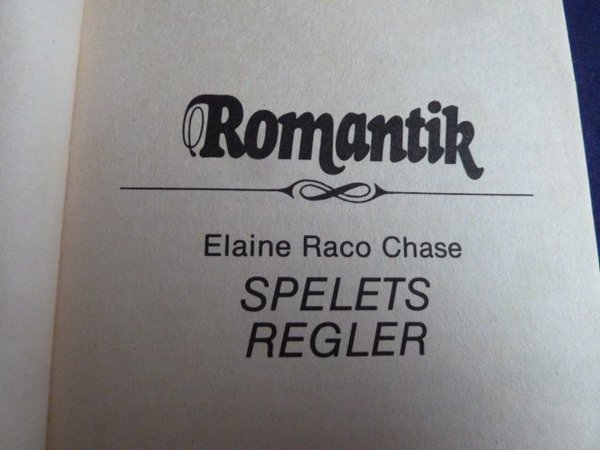 Romantik
Elaine Raco Chase
SPELETS
REGLER